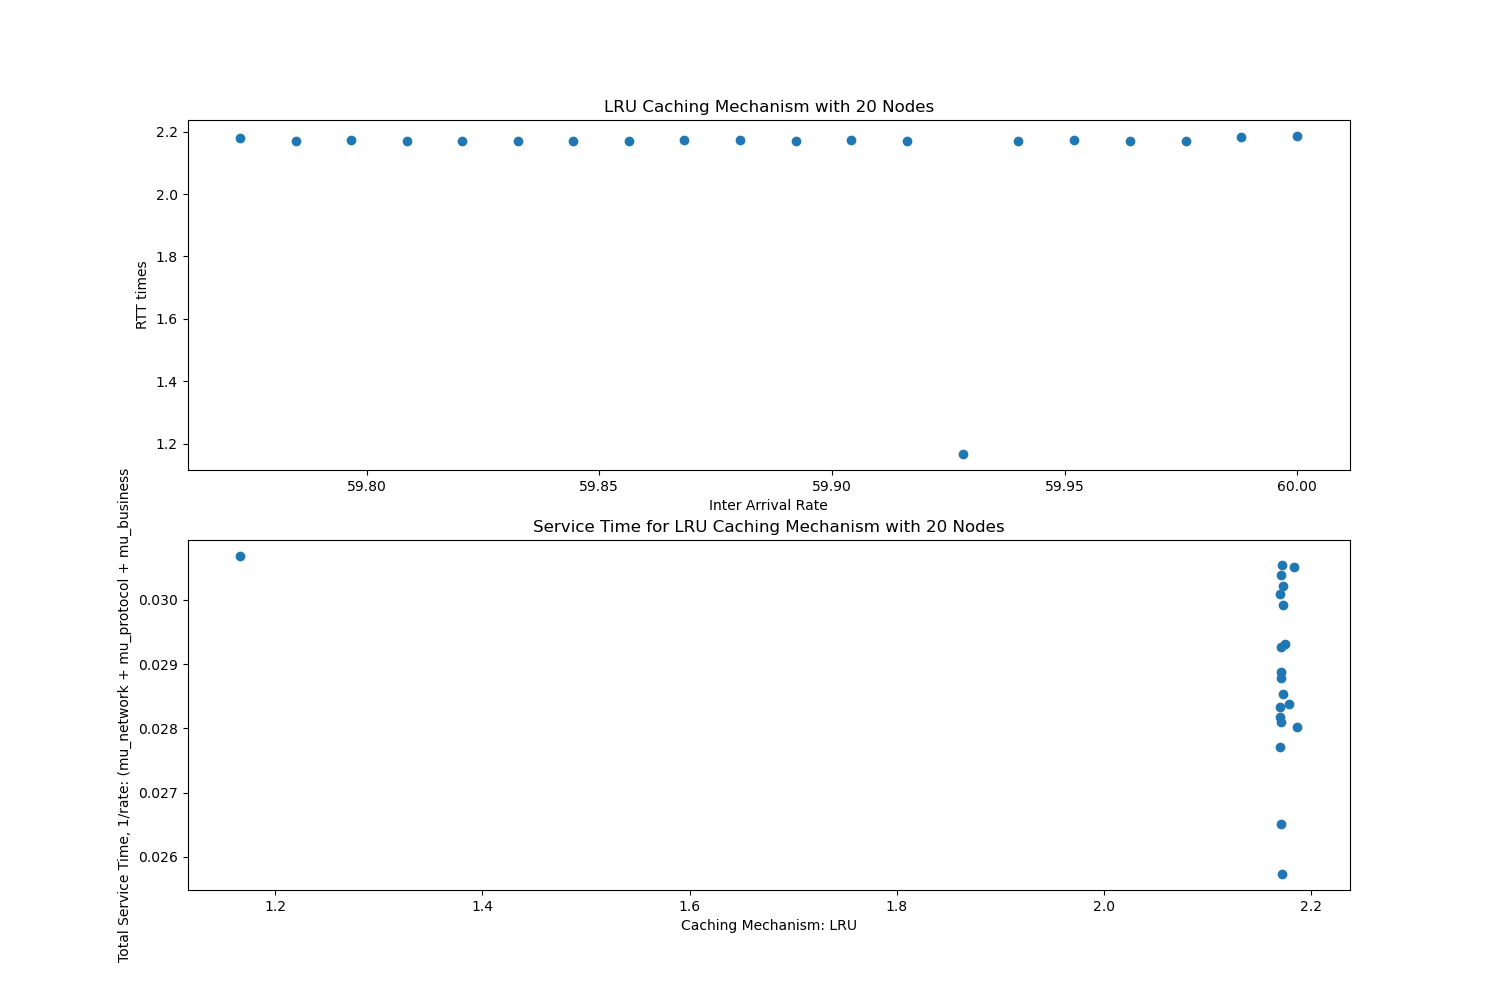 LRU Caching Mechanism with 20 Nodes
2.2
2.0
1.8
1.6
1.4
1.2
RTT times
59.80 59.85 59.90 59.95 60.00
Inter Arrival Rate
Service Time for LRU Caching Mechanism with 20 Nodes
0.030
0.029
0.028
0.027
0.026
Total Service Time, 1/rate: (mu_network + mu_protocol + mu_business
1.2 1.4 1.6 1.8 2.0 2.2
Caching Mechanism: LRU